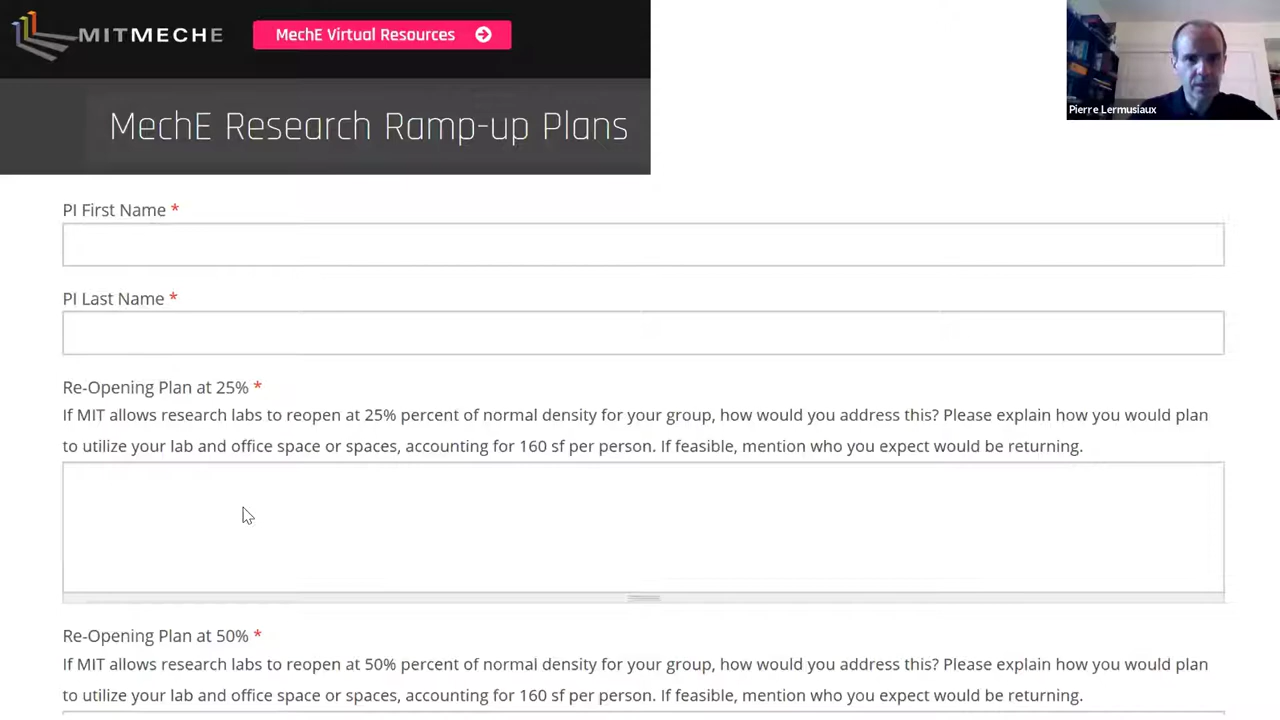 MITMECHE
MechE Virtual Resources
Pierre Lermusiaux
MechE Research Ramp-up Plans
PI First Name *
PI Last Name *
Re-Opening Plan at 25% *
If MIT allows research labs to reopen at 25% percent of normal density for your group, how would you address this? Please explain how you would plan
to utilize your lab and office space or spaces, accounting for 160 sf per person. If feasible, mention who you expect would be returning.
Re-Opening Plan at 50% *
If MIT allows research labs to reopen at 50% percent of normal density for your group, how would you address this? Please explain how you would plan
to utilize your lab and office space or spaces, accounting for 160 sf per person. If feasible, mention who you expect would be returning.